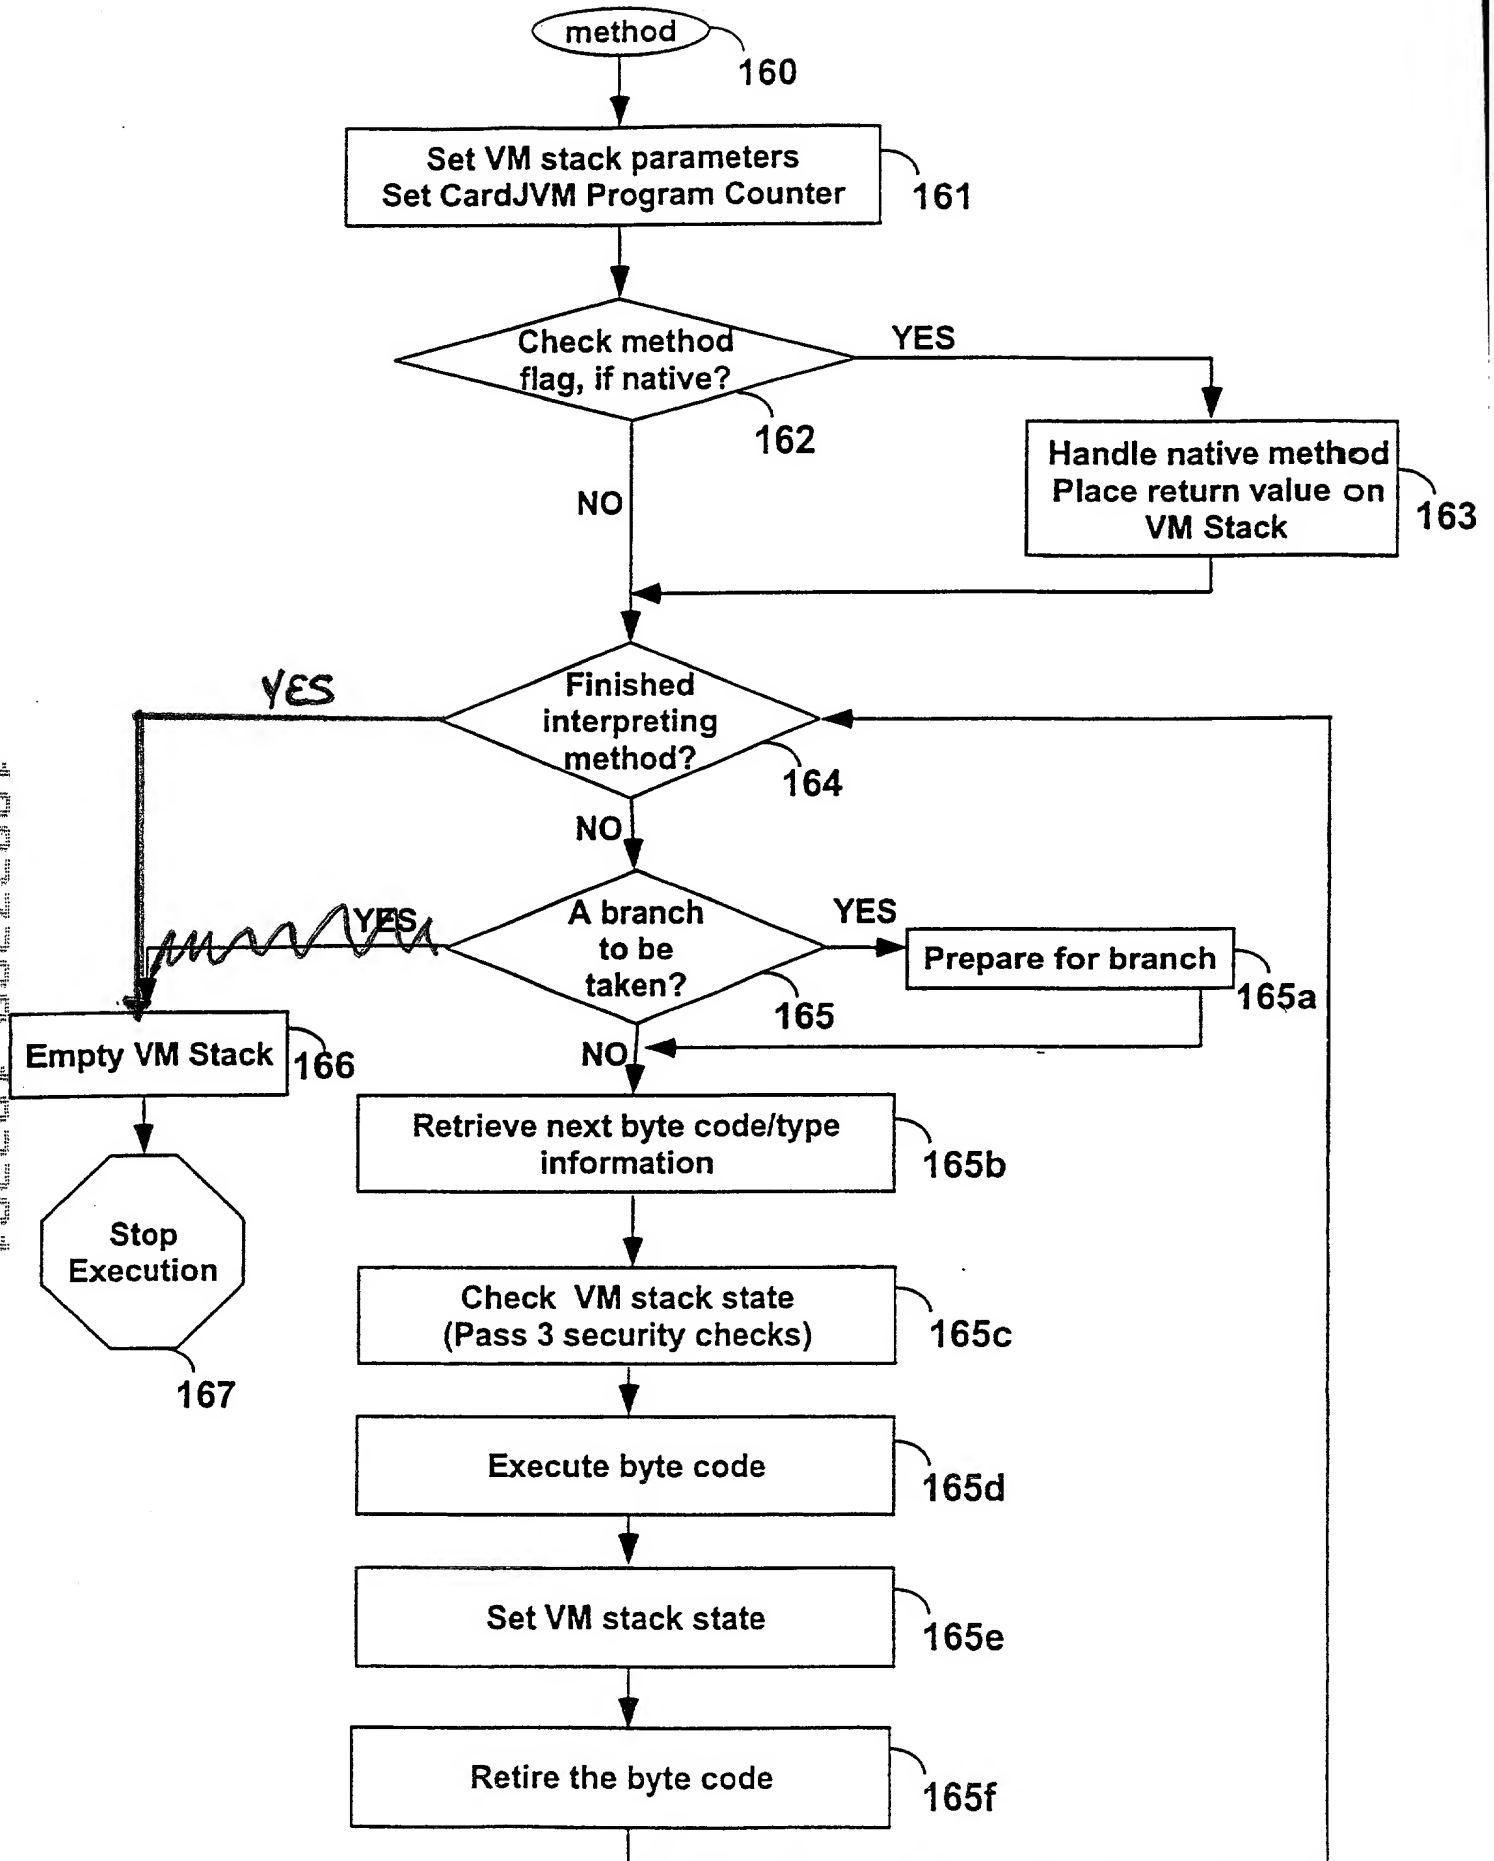 method
160
Set VM stack parameters
Set CardJVM Program Counter
161
Check method
flag, if native?
162
YES
Handle native method
Place return value on
VM Stack
163
NO
YES
Finished
interpreting
method?
164
NO
YES
A branch
to be
taken?
165
YES
Prepare for branch
165a
NO
Empty VM Stack
166
Retrieve next byte code/type
information
165b
Stop
Execution
167
Check VM stack state
(Pass 3 security checks)
165c
Execute byte code
165d
Set VM stack state
165e
Retire the byte code
165f